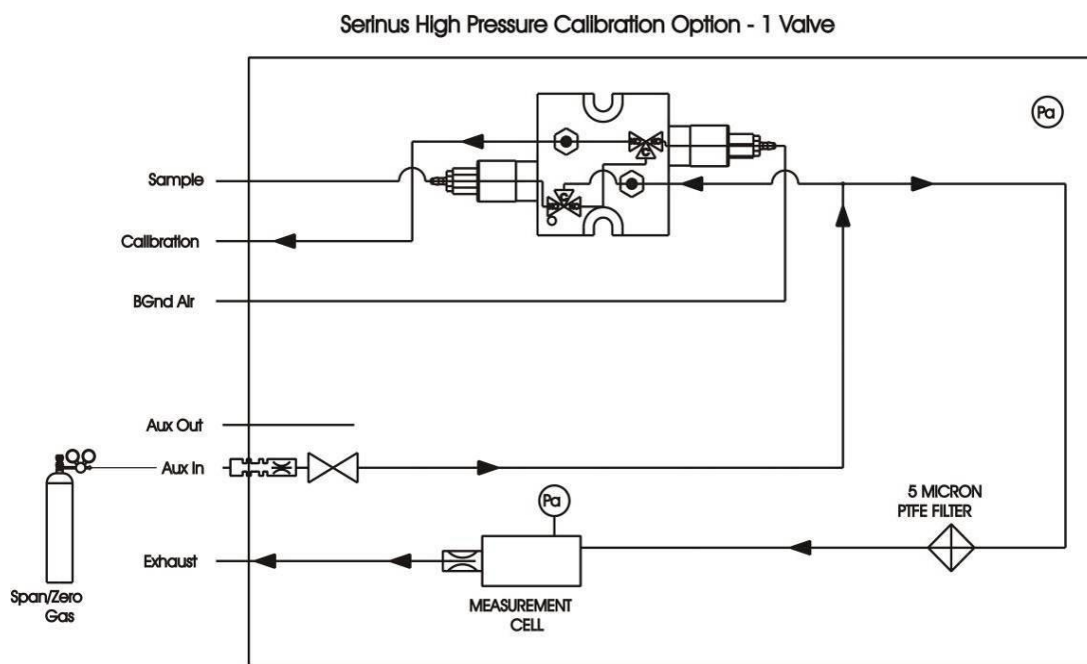 Serinus High Pressure Calibration Option - 1 Valve
Pa
Sample
Calibration
BGnd Air
Aux Out
Aux In
Exhaust
Span/Zero
Gas
Pa
MEASUREMENT
CELL
5 MICRON
PTFE FILTER
C
C